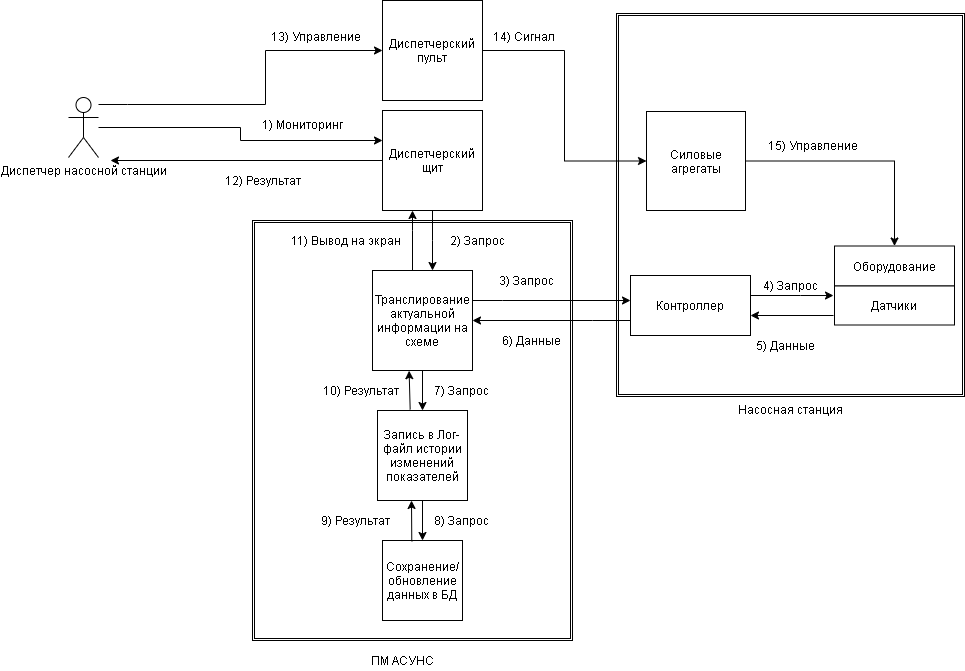 13) Управление
Диспетчерский
пульт
14) Сигнал
1) Мониторинг
Диспетчерский
щит
Диспетчер насосной станции
12) Результат
Силовые
агрегаты
15) Управление
11) Вывод на экран
2) Запрос
Транслирование
актуальной
информации на
схеме
3) Запрос
6) Данные
Контроллер
4) Запрос
5) Данные
Оборудование
Датчики
Насосная станция
10) Результат
7) Запрос
Запись в Лог-
файл истории
изменений
показателей
9) Результат
8) Запрос
Сохранение/
обновление
данных в БД
ПМ АСУНС